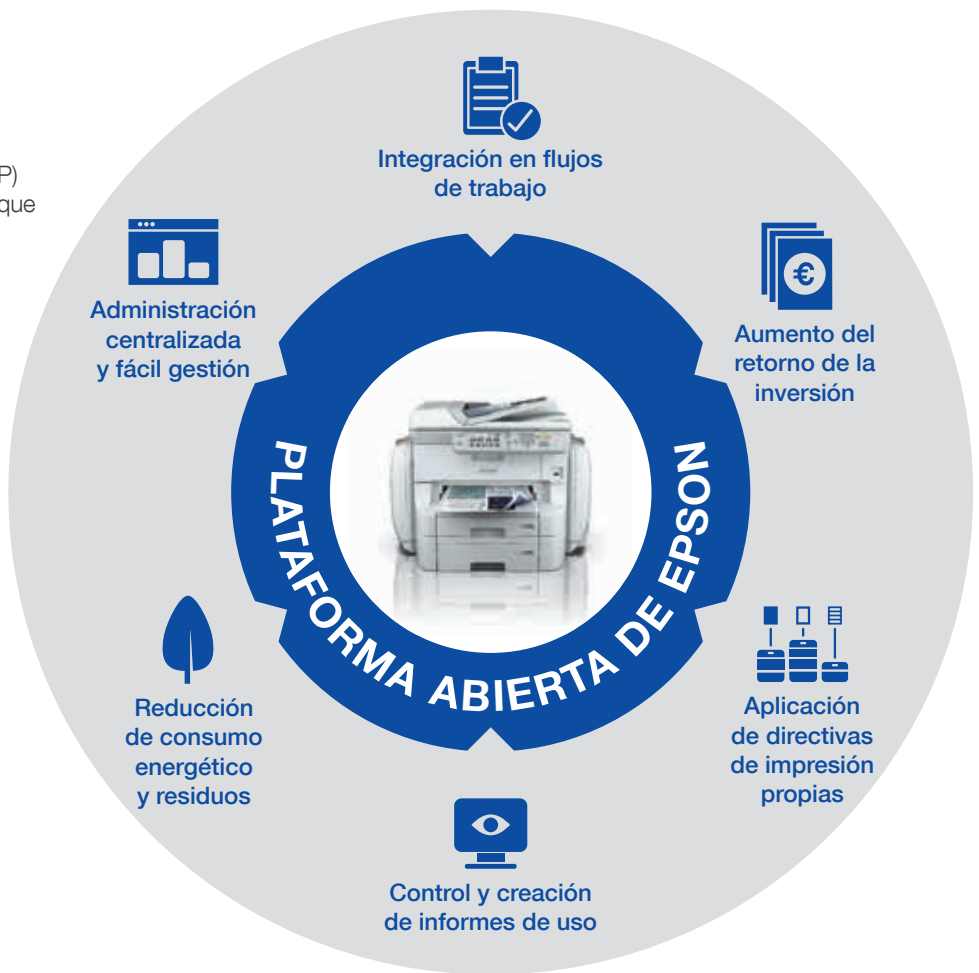 P)
que
Integración en flujos
de trabajo
Administración
centralizada
y fácil gestión
Aumento del
retorno de la
inversión
PLATAFORMA ABIERTA DE EPSON
Reducción
de consumo
energético
y residuos
Aplicación
de directivas
de impresión
propias
Control y creación
de informes de uso